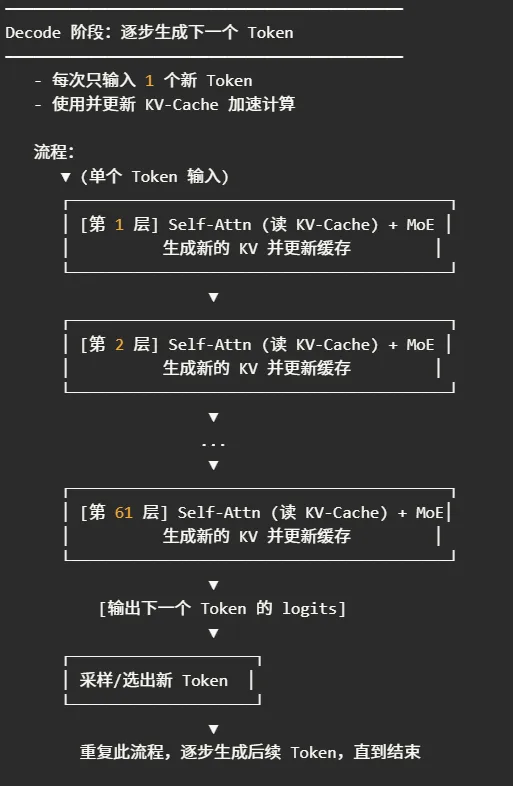 Decode 阶段：逐步生成下一个 Token
- 每次只输入 1 个新 Token
- 使用并更新 KV-Cache 加速计算
流程：
▼ (单个 Token 输入)
[第 1 层] Self-Attn (读 KV-Cache) + MoE
生成新的 KV 并更新缓存
▼
[第 2 层] Self-Attn (读 KV-Cache) + MoE
生成新的 KV 并更新缓存
▼
...
▼
[第 61 层] Self-Attn (读 KV-Cache) + MoE
生成新的 KV 并更新缓存
▼
[输出下一个 Token 的 logits]
▼
采样/选出新 Token
▼
重复此流程，逐步生成后续 Token，直到结束